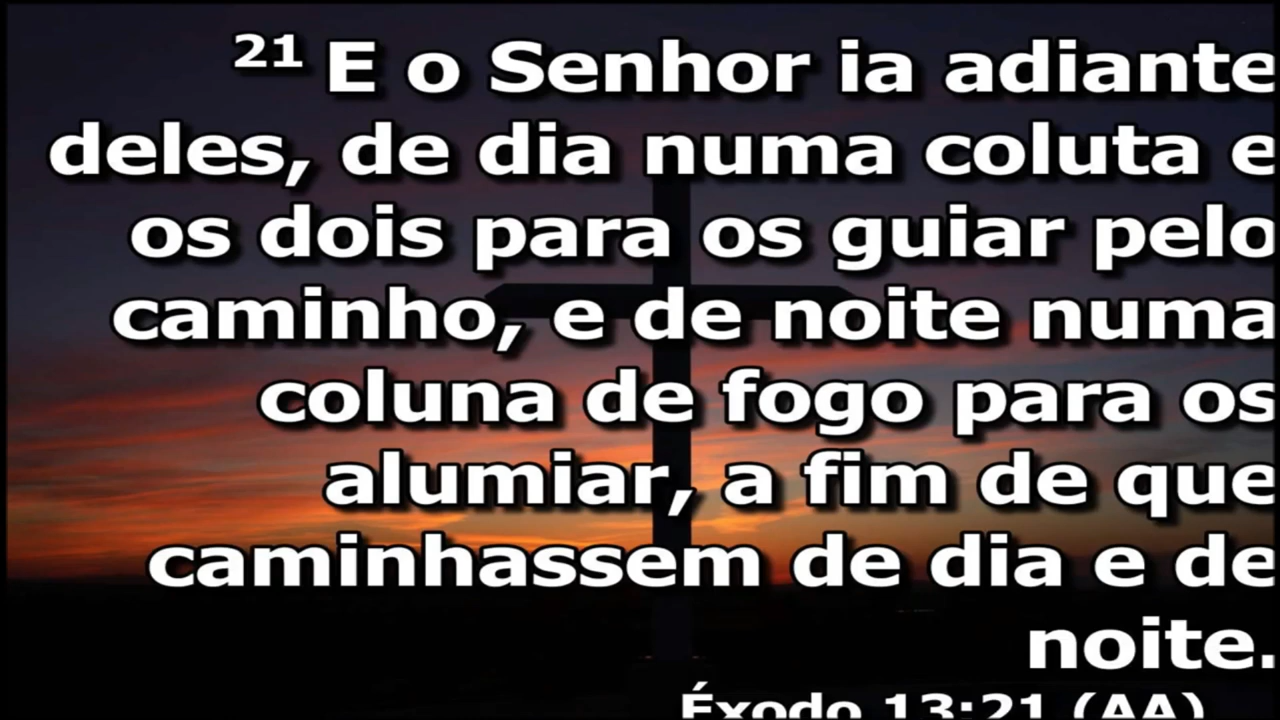 21 E o Senhor ia adiante
deles, de dia numa coluta e
os dois para os guiar pelo
caminho, e de noite numa
coluna de fogo para os
alumiar, a fim de que
caminhassem de dia e de
noite.
Éxodo 13:21 (AA)